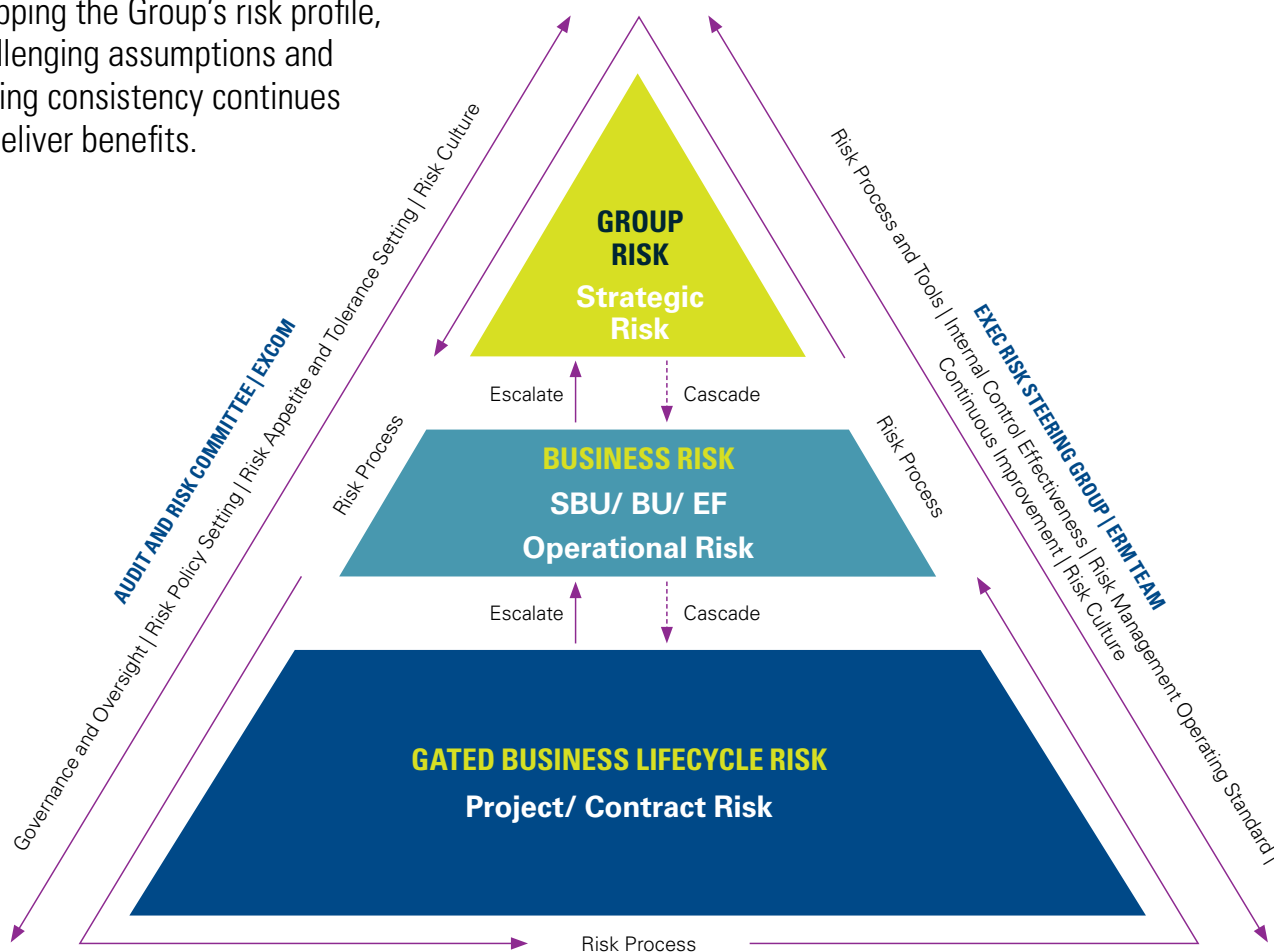 the Group's risk profile,
assumptions and
consistency continues
deliver benefits.
GROUP
RISK
Strategic
Risk
Escalate
Cascade
BUSINESS RISK
SBU/ BU/ EF
Operational Risk
Escalate
Cascade
GATED BUSINESS LIFECYCLE RISK
Project/ Contract Risk
Risk Process
Risk Process
Risk Process
AUDIT AND RISK COMMITTEE | EXCOM
Governance and Oversight | Risk Policy Setting | Risk Appetite and Tolerance Setting | Risk Culture
EXEC RISK STEERING GROUP | ERM TEAM
Risk Process and Tools | Internal Control Effectiveness | Risk Management Operating Standard |
Continuous Improvement | Risk Culture